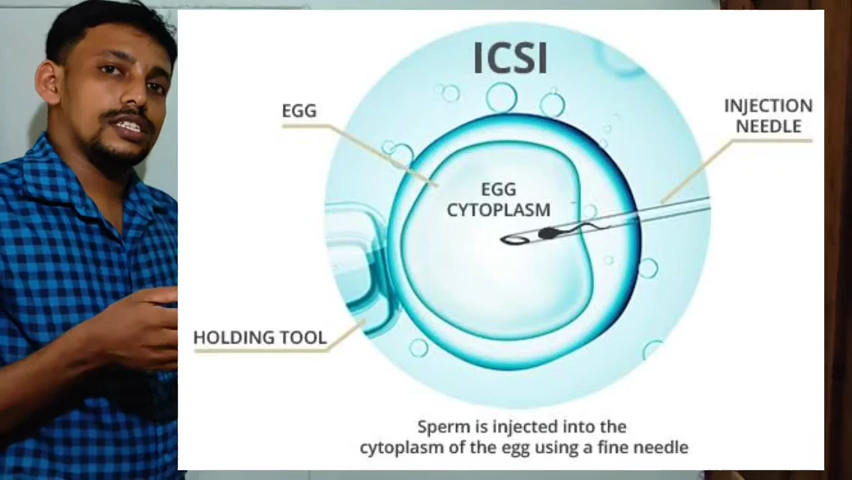 ICSI
EGG
INJECTION
NEEDLE
EGG
CYTOPLASM
HOLDING TOOL
Sperm is injected into the
cytoplasm of the egg using a fine needle